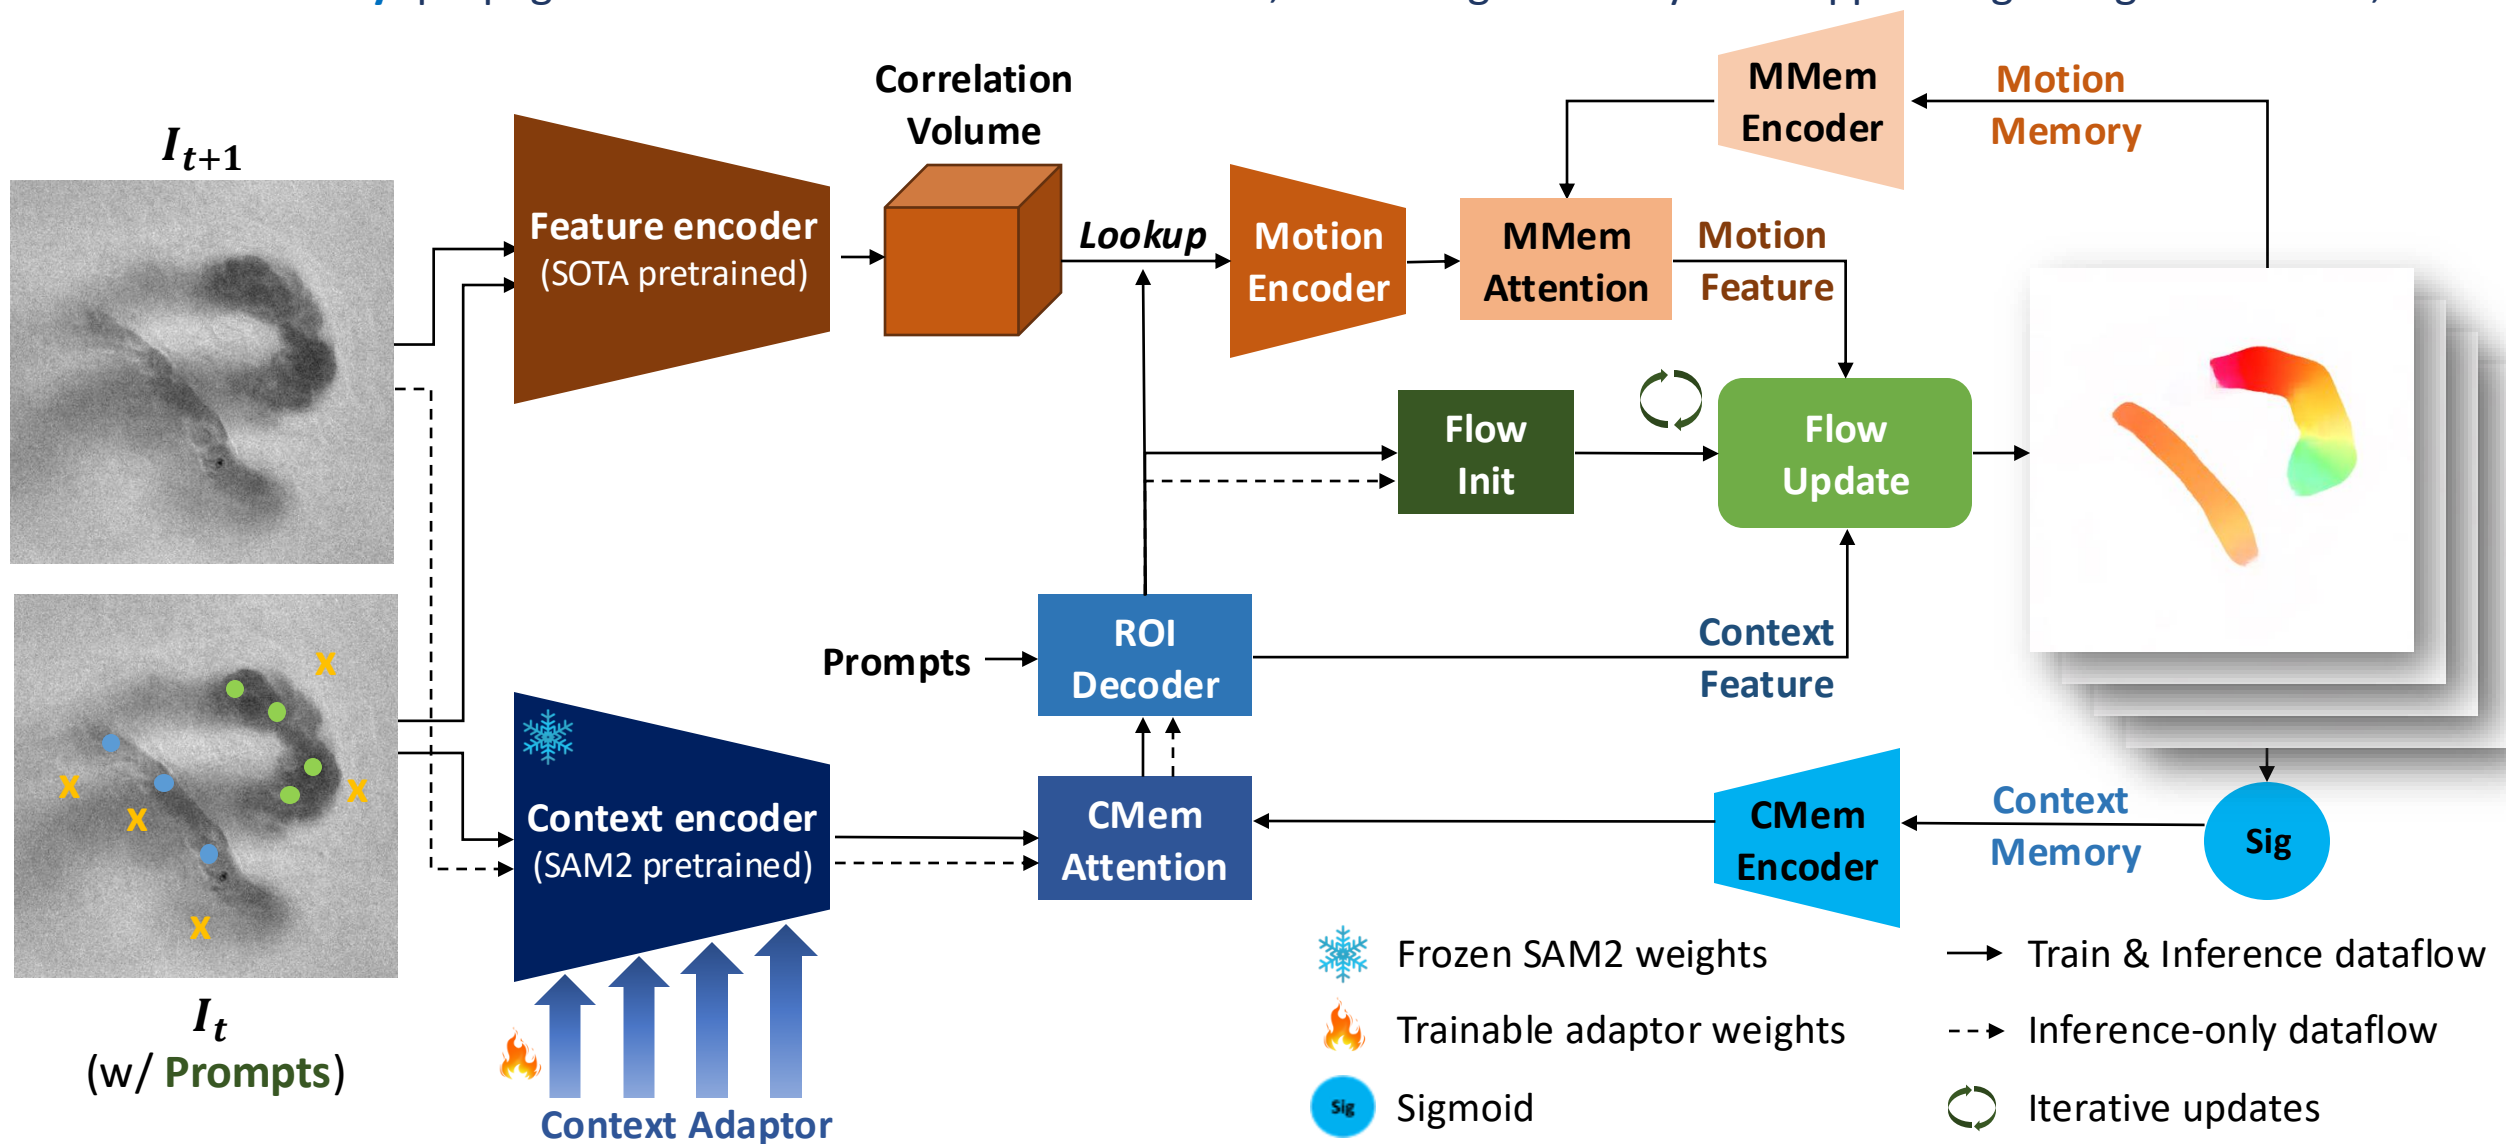 Correlation
Volume
MMem
Encoder
Motion
Memory
I_{t+1}
Feature encoder
(SOTA pretrained)
Lookup
Motion
Encoder
MMem
Attention
Motion
Feature
Flow
Init
Flow
Update
Prompts
ROI
Decoder
Context
Feature
x
x
x
x
x
Context encoder
(SAM2 pretrained)
CMem
Attention
CMem
Encoder
Context
Memory
Sig
I_t
(w/ Prompts)
Context Adaptor
Frozen SAM2 weights
Train & Inference dataflow
Trainable adaptor weights
Inference-only dataflow
Sig
Sigmoid
Iterative updates